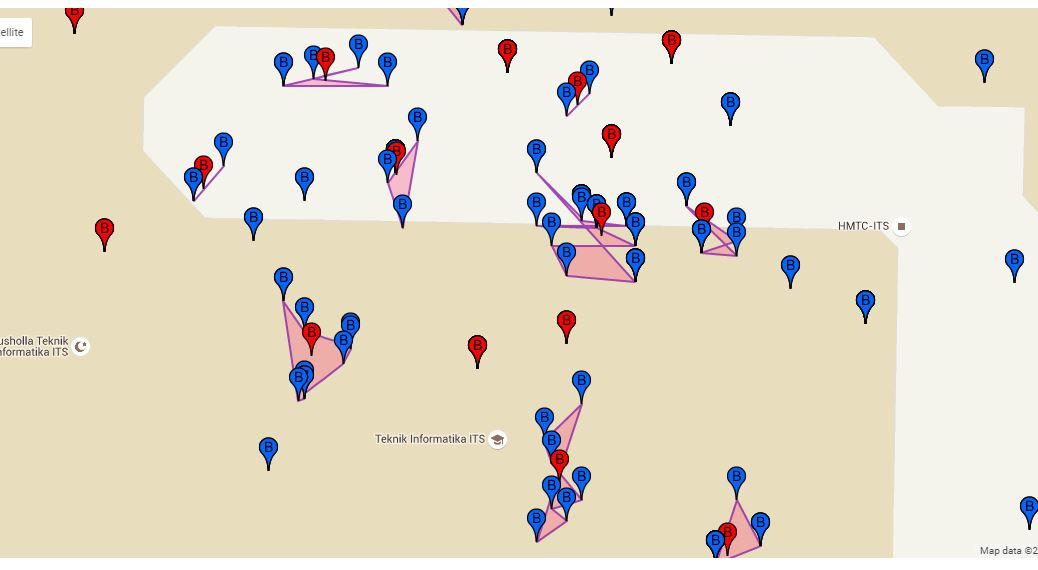 ellite
HMTC-ITS
usholla Teknik
nformatika ITS
Teknik Informatika ITS
Map data ©2